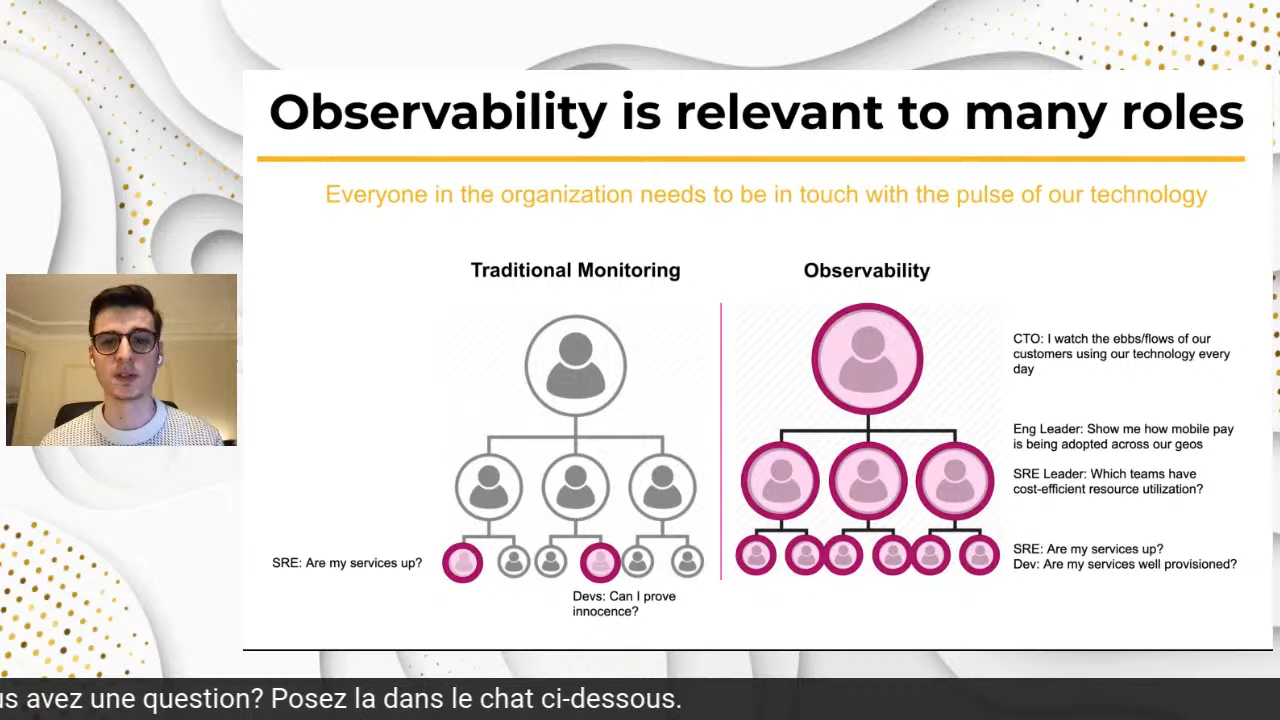 Observability is relevant to many roles
Everyone in the organization needs to be in touch with the pulse of our technology
Traditional Monitoring
Observability
CTO: I watch the ebbs/flows of our
customers using our technology every
day
Eng Leader: Show me how mobile pay
is being adopted across our geos
SRE Leader: Which teams have
cost-efficient resource utilization?
SRE: Are my services up?
SRE: Are my services up?
Dev: Are my services well provisioned?
Devs: Can I prove
innocence?
us avez une question? Posez la dans le chat ci-dessous.